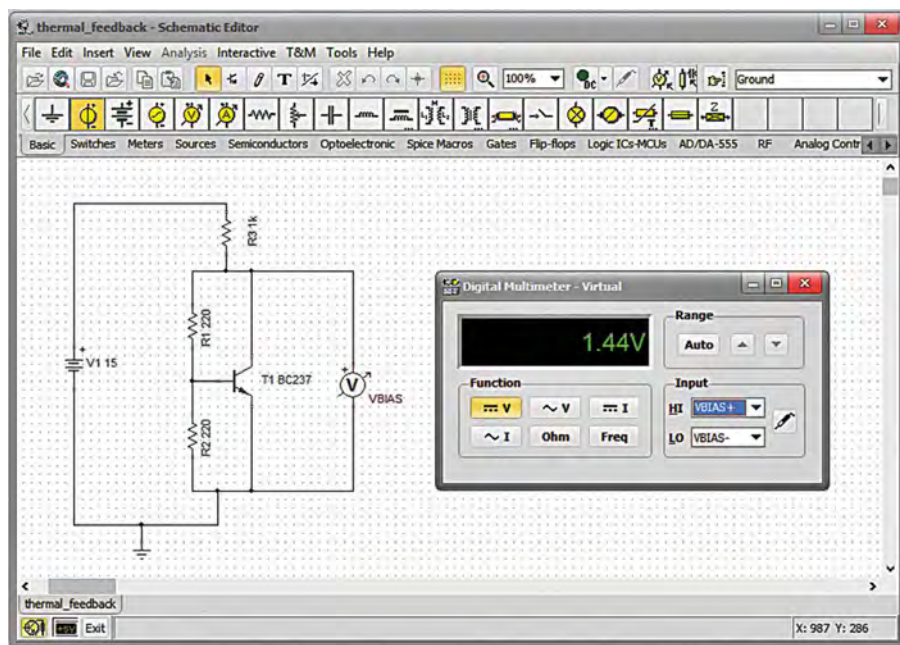 thermal_feedback - Schematic Editor
File Edit Insert View Analysis Interactive T&M Tools Help
T
100%
DC
Ground
Basic Switches Meters Sources Semiconductors Optoelectronic Spice Macros Gates Flip-flops Logic ICs-MCUs AD/DA-555 RF Analog Contr
R3 1k
R1 220
V1 15
T1 BC237
V
VBIAS
R2 220
Digital Multimeter - Virtual
1.44V
Range
Auto
Function
V
V
I
I
Ohm
Freq
Input
HI VBIAS+
LO VBIAS-
thermal_feedback
Exit
X: 987 Y: 286